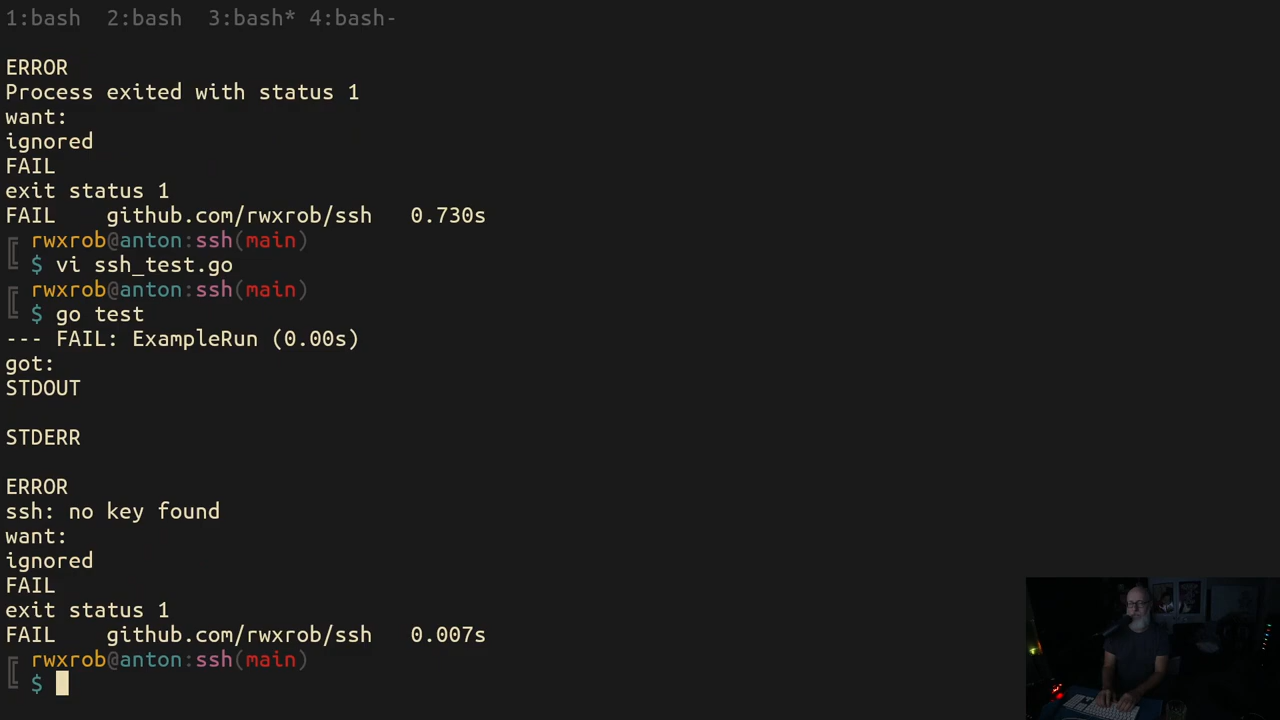 1:bash  2:bash  3:bash* 4:bash-
ERROR
Process exited with status 1
want:
ignored
FAIL
exit status 1
FAIL    github.com/rwxrob/ssh   0.730s
rwxrob@anton:ssh(main)
$ vi ssh_test.go
rwxrob@anton:ssh(main)
$ go test
--- FAIL: ExampleRun (0.00s)
got:
STDOUT
STDERR
ERROR
ssh: no key found
want:
ignored
FAIL
exit status 1
FAIL    github.com/rwxrob/ssh   0.007s
rwxrob@anton:ssh(main)
$